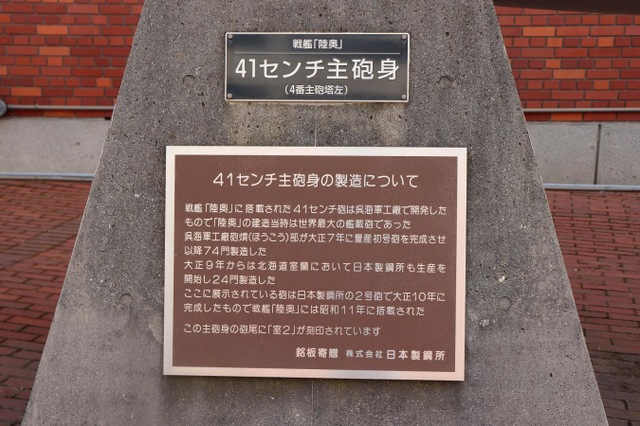 戦艦「陸奥」
41センチ主砲身
（4番主砲塔左）
41センチ主砲身の製造について
戦艦「陸奥」に搭載された41センチ砲は呉海軍工廠で開発した
もので「陸奥」の建造当時は世界最大の艦載砲であった
呉海軍工廠砲熕（ほうこう）部が大正7年に量産初号砲を完成させ
以降74門製造した
大正9年からは北海道室蘭において日本製鋼所も生産を
開始し24門製造した
ここに展示されている砲は日本製鋼所の2号砲で大正10年に
完成したもので戦艦「陸奥」には昭和11年に搭載された
この主砲身の砲尾に「室2」が刻印されています
銘板寄贈 株式会社 日本製鋼所